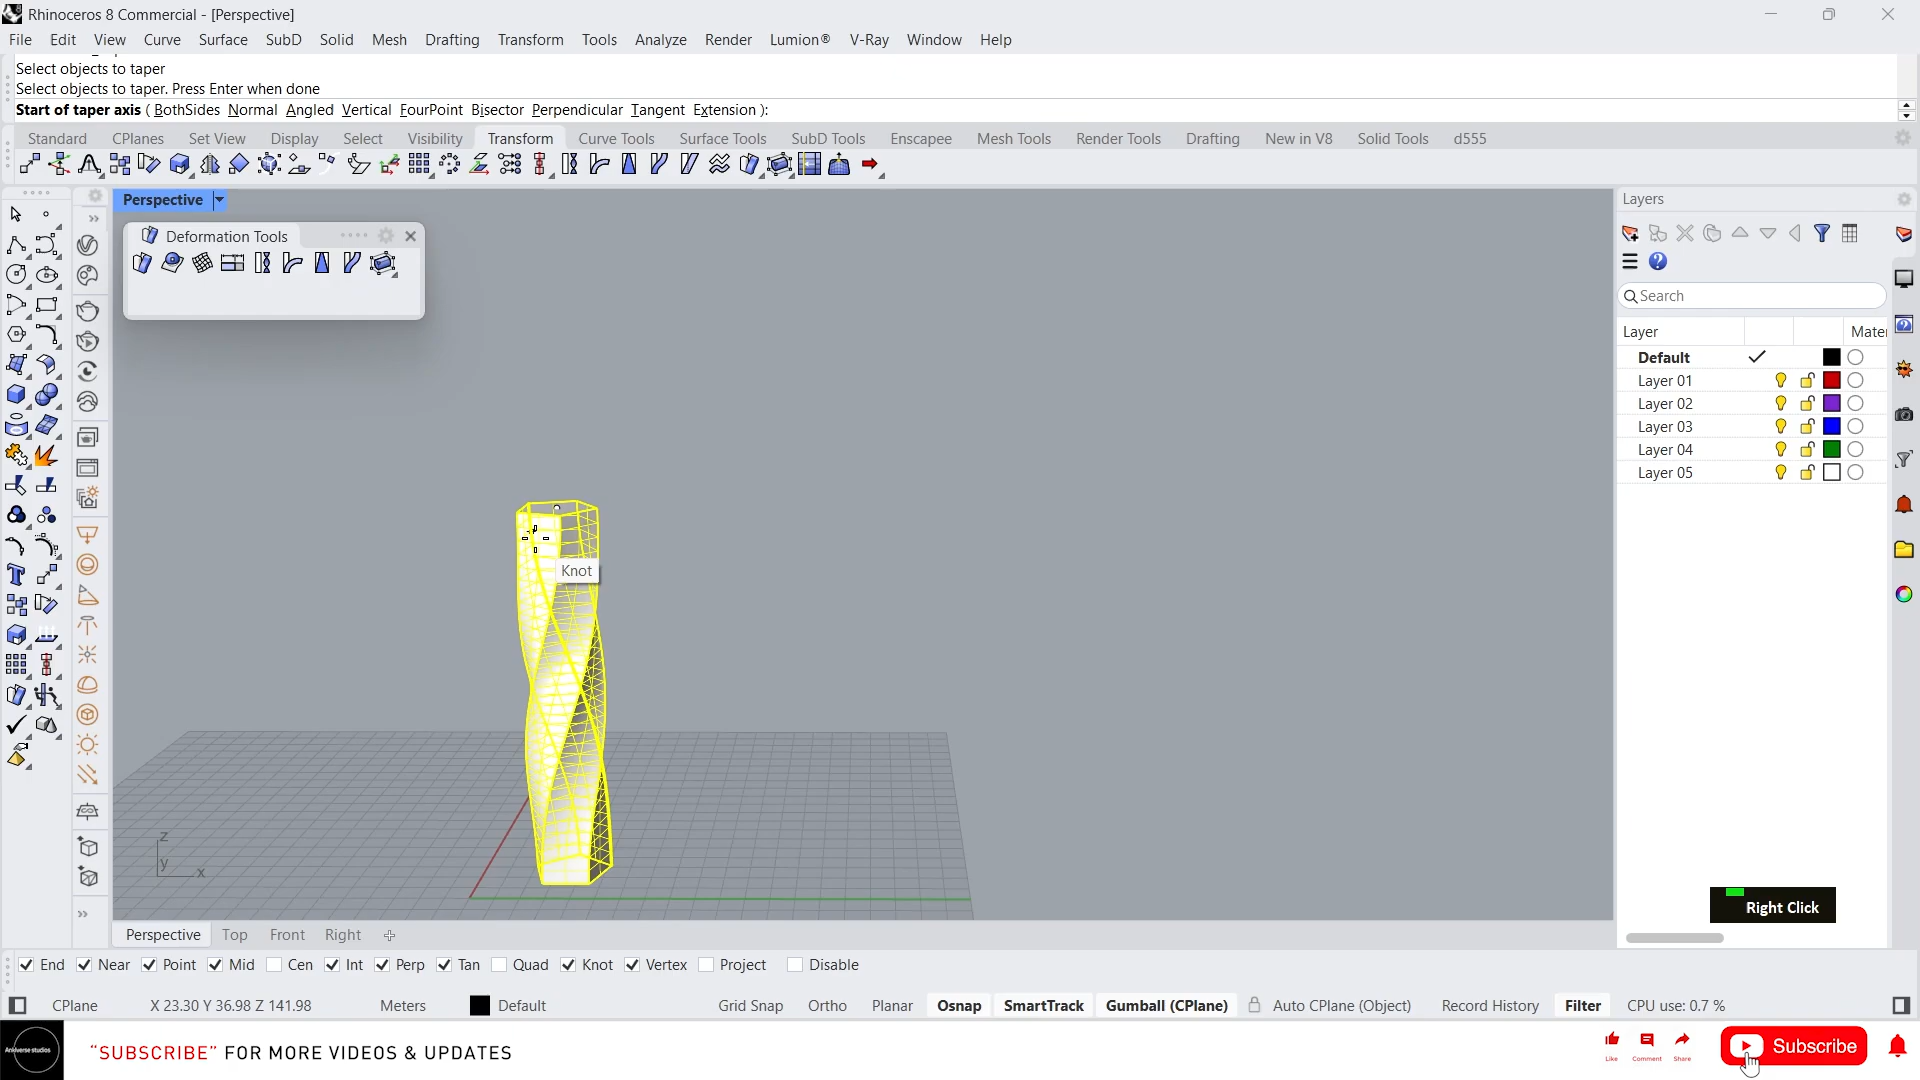 Rhinoceros 8 Commercial - [Perspective]
File Edit View Curve Surface SubD Solid Mesh Drafting Transform Tools Analyze Render Lumion® V-Ray Window Help
Select objects to taper
Select objects to taper. Press Enter when done
Start of taper axis ( BothSides Normal Angled Vertical FourPoint Bisector Perpendicular Tangent Extension ):
Standard CPlanes Set View Display Select Visibility Transform Curve Tools Surface Tools SubD Tools Enscapee Mesh Tools Render Tools Drafting New in V8 Solid Tools d555
Perspective
Deformation Tools
Knot
z
y
x
Layers
Search
Layer Mater
Default
Layer 01
Layer 02
Layer 03
Layer 04
Layer 05
Right Click
Perspective Top Front Right
End Near Point Mid Cen Int Perp Tan Quad Knot Vertex Project Disable
CPlane X 23.30 Y 36.98 Z 141.98 Meters Default Grid Snap Ortho Planar Osnap SmartTrack Gumball (CPlane) Auto CPlane (Object) Record History Filter CPU use: 0.7 %
"SUBSCRIBE" FOR MORE VIDEOS & UPDATES
Like Comment Share
Subscribe